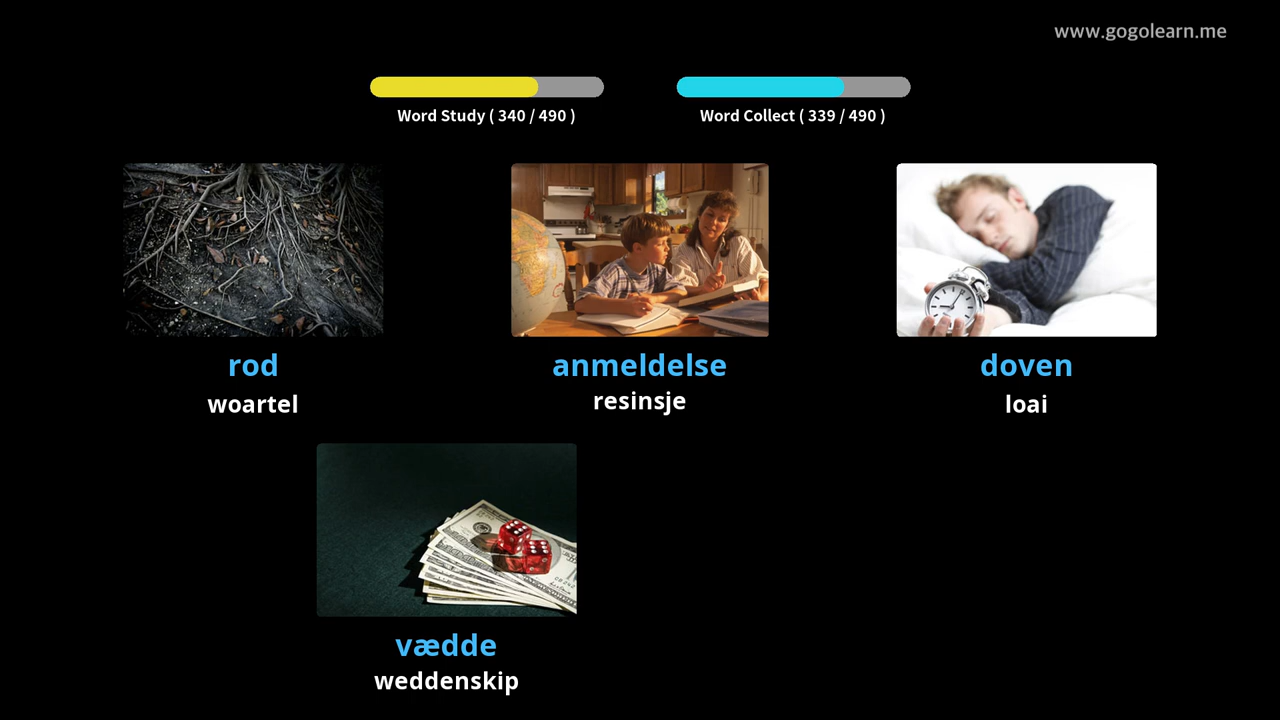 www.gogolearn.me
Word Study ( 340 / 490 )
Word Collect ( 339 / 490 )
rod
woartel
anmeldelse
resinsje
doven
loai
vædde
weddenskip